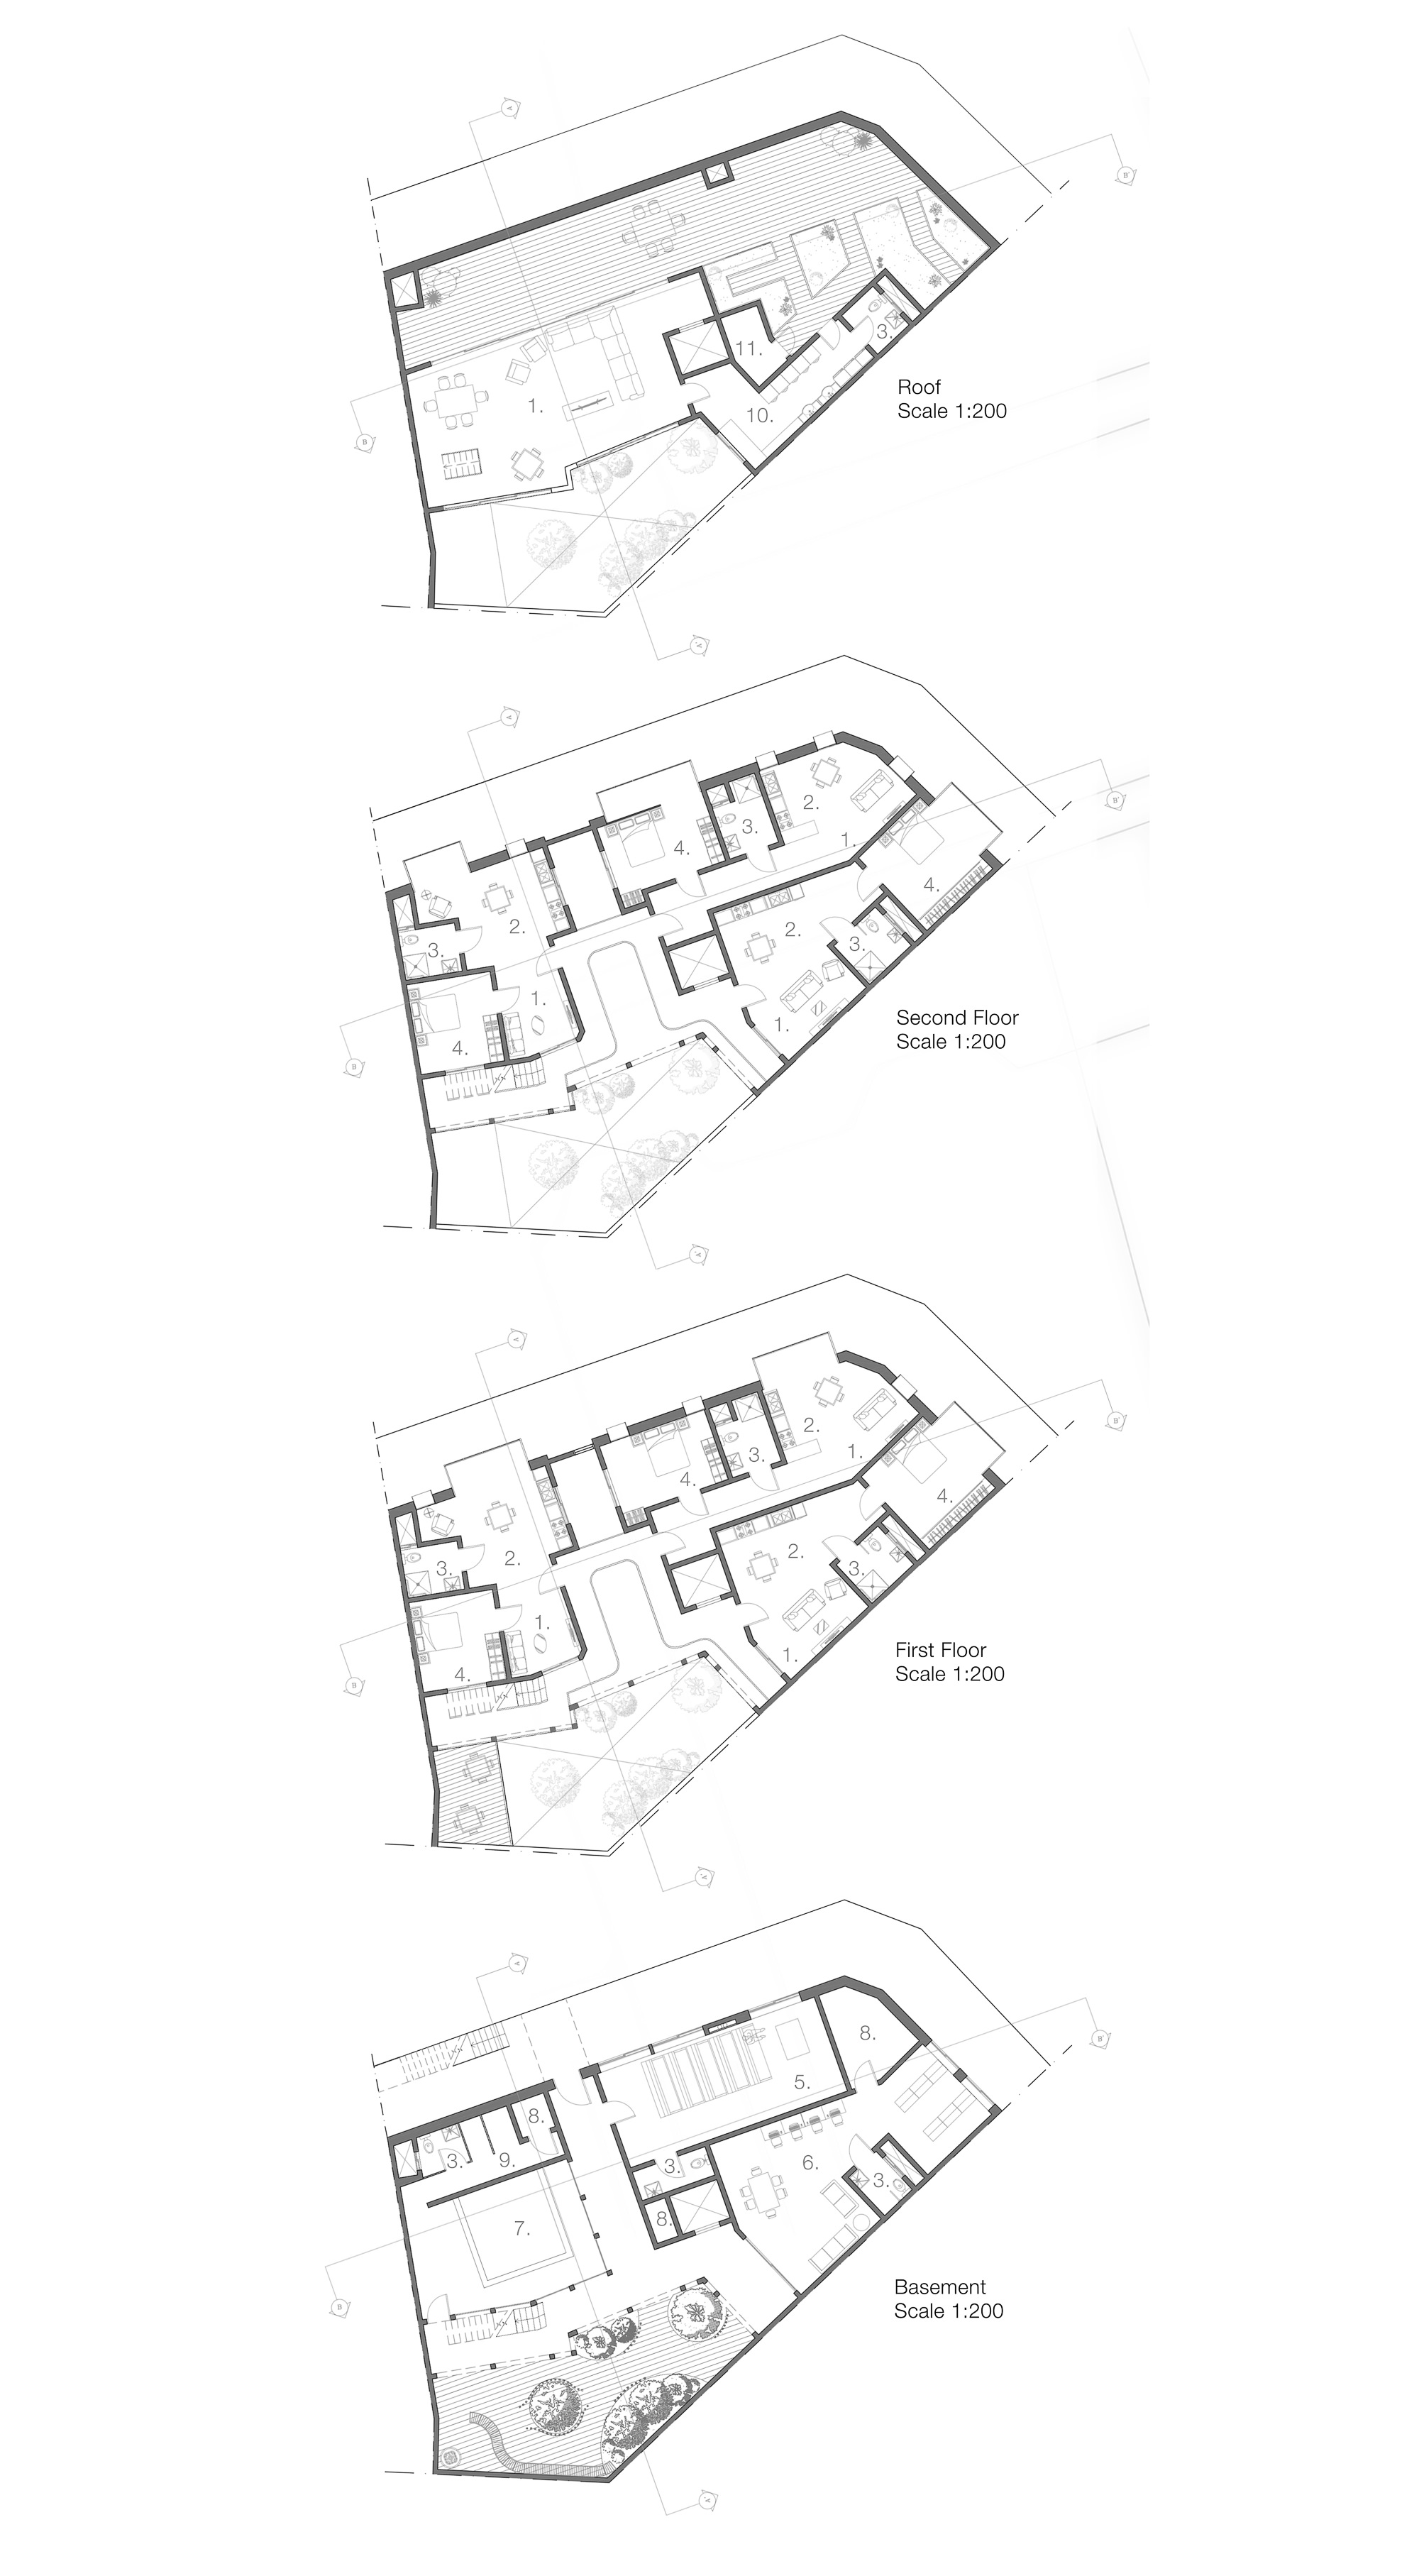 A
B'
3.
11.
Roof
Scale 1:200
1.
10.
B
A'
A
B'
2.
3.
4.
1.
4.
2.
2.
3.
3.
1.
Second Floor
Scale 1:200
1.
4.
B
A'
A
B'
2.
3.
1.
4.
4.
2.
2.
3.
3.
1.
First Floor
Scale 1:200
1.
4.
B
A'
A
B'
8.
5.
8.
3.
9.
3.
6.
3.
8.
7.
Basement
Scale 1:200
B
A'